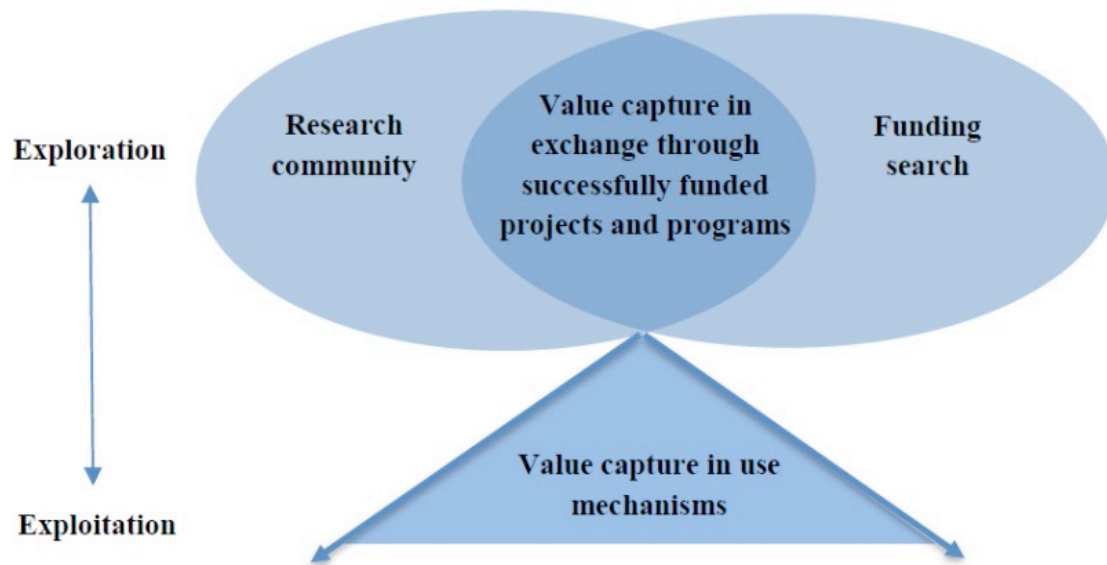 Exploration
Research
community
Value capture in
exchange through
successfully funded
projects and programs
Funding
search
Value capture in use
mechanisms
Exploitation